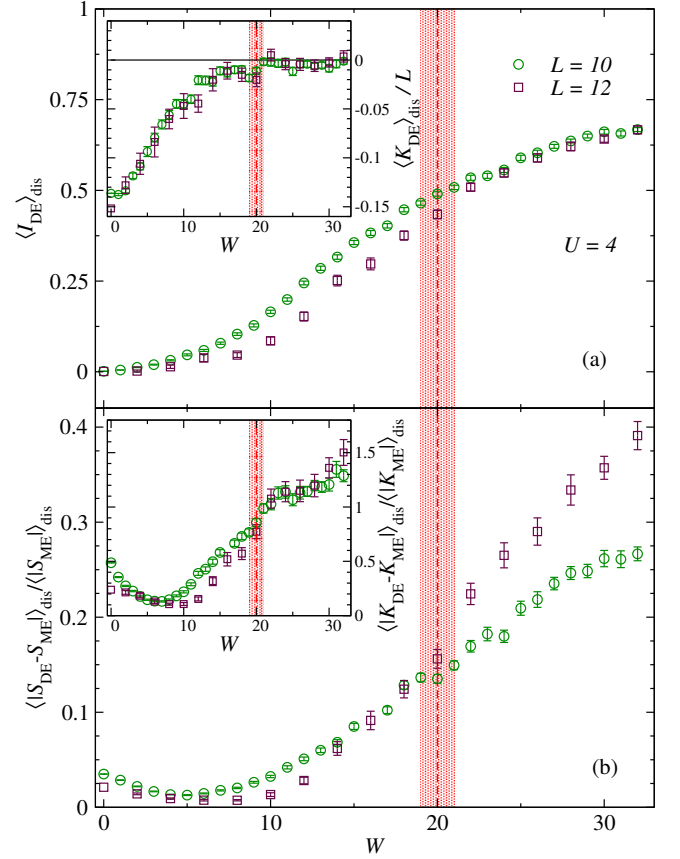 1
0.75
0.5
0.25
0
⟨I_DE⟩_dis
0
-0.05
-0.1
-0.15
⟨K_DE⟩_dis / L
0 10 20 30
W
L = 10
L = 12
U = 4
(a)
0.4
0.3
0.2
0.1
0
⟨|S_DE-S_ME|⟩_dis/⟨|S_ME|⟩_dis
1.5
1
0.5
0
⟨|K_DE-K_ME|⟩_dis/⟨|K_ME|⟩_dis
0 10 20 30
W
(b)
0 10 20 30
W